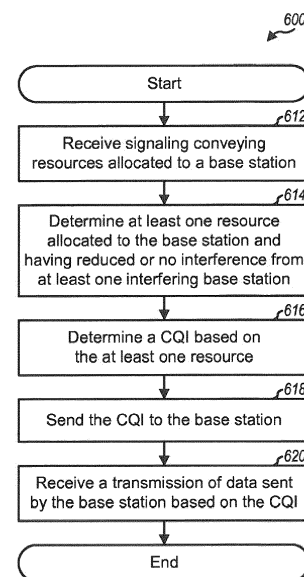 600
Start
612
Receive signaling conveying
resources allocated to a base station
614
Determine at least one resource
allocated to the base station and
having reduced or no interference from
at least one interfering base station
616
Determine a CQI based on
the at least one resource
618
Send the CQI to the base station
620
Receive a transmission of data sent
by the base station based on the CQI
End